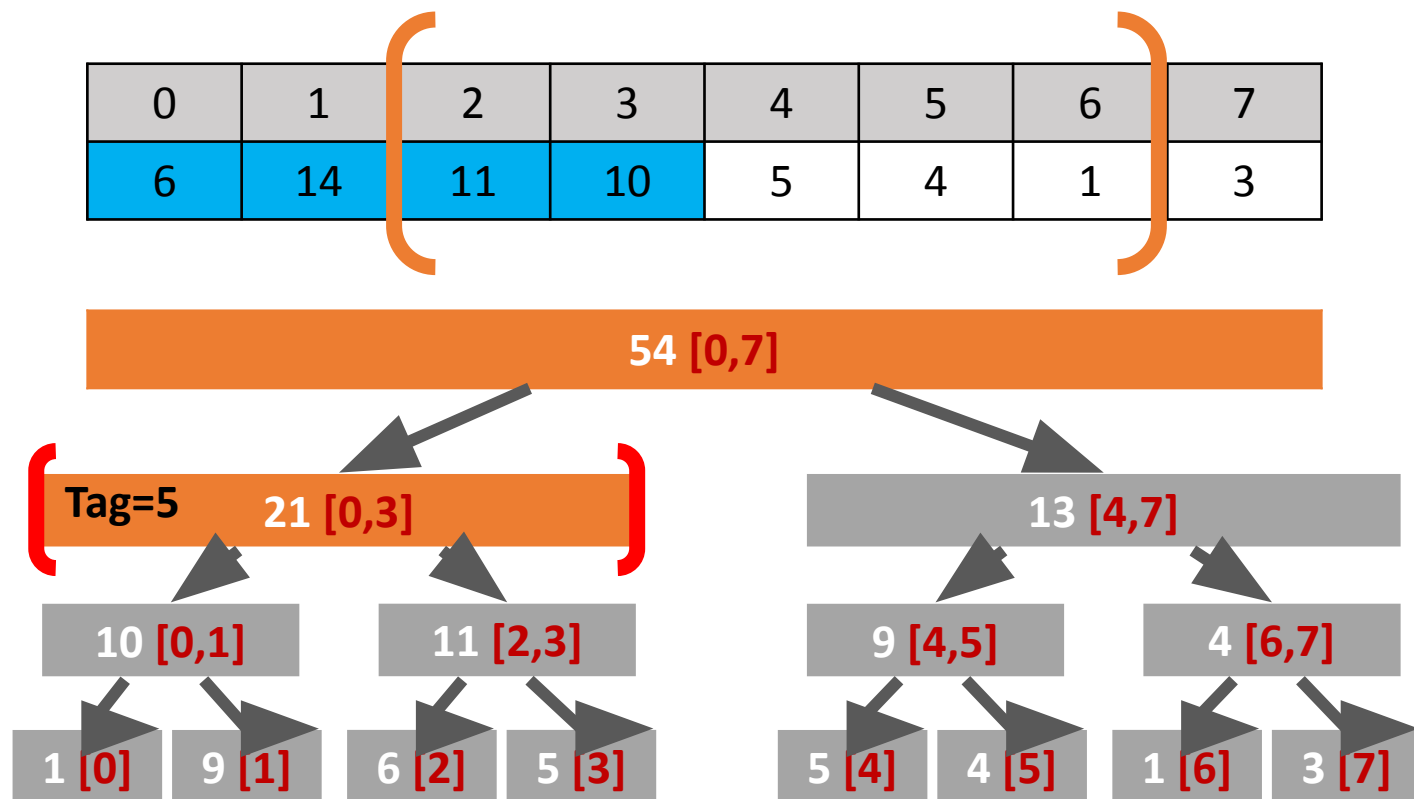 0 1 2 3 4 5 6 7
6 14 11 10 5 4 1 3
54 [0,7]
Tag=5 21 [0,3] 13 [4,7]
10 [0,1] 11 [2,3] 9 [4,5] 4 [6,7]
1 [0] 9 [1] 6 [2] 5 [3] 5 [4] 4 [5] 1 [6] 3 [7]